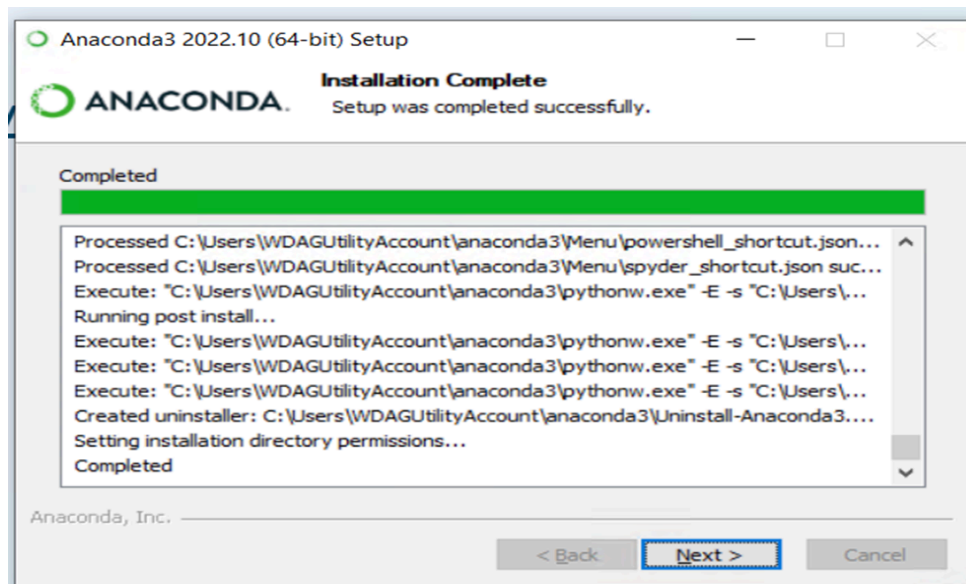 Anaconda3 2022.10 (64-bit) Setup
ANACONDA.
Installation Complete
Setup was completed successfully.
Completed
Processed C:\Users\WDAGUtilityAccount\anaconda3\Menu\powershell_shortcut.json...
Processed C:\Users\WDAGUtilityAccount\anaconda3\Menu\spyder_shortcut.json suc...
Execute: "C:\Users\WDAGUtilityAccount\anaconda3\pythonw.exe" -E -s "C:\Users\...
Running post install...
Execute: "C:\Users\WDAGUtilityAccount\anaconda3\pythonw.exe" -E -s "C:\Users\...
Execute: "C:\Users\WDAGUtilityAccount\anaconda3\pythonw.exe" -E -s "C:\Users\...
Execute: "C:\Users\WDAGUtilityAccount\anaconda3\pythonw.exe" -E -s "C:\Users\...
Created uninstaller: C:\Users\WDAGUtilityAccount\anaconda3\Uninstall-Anaconda3....
Setting installation directory permissions...
Completed
Anaconda, Inc.
< Back Next > Cancel